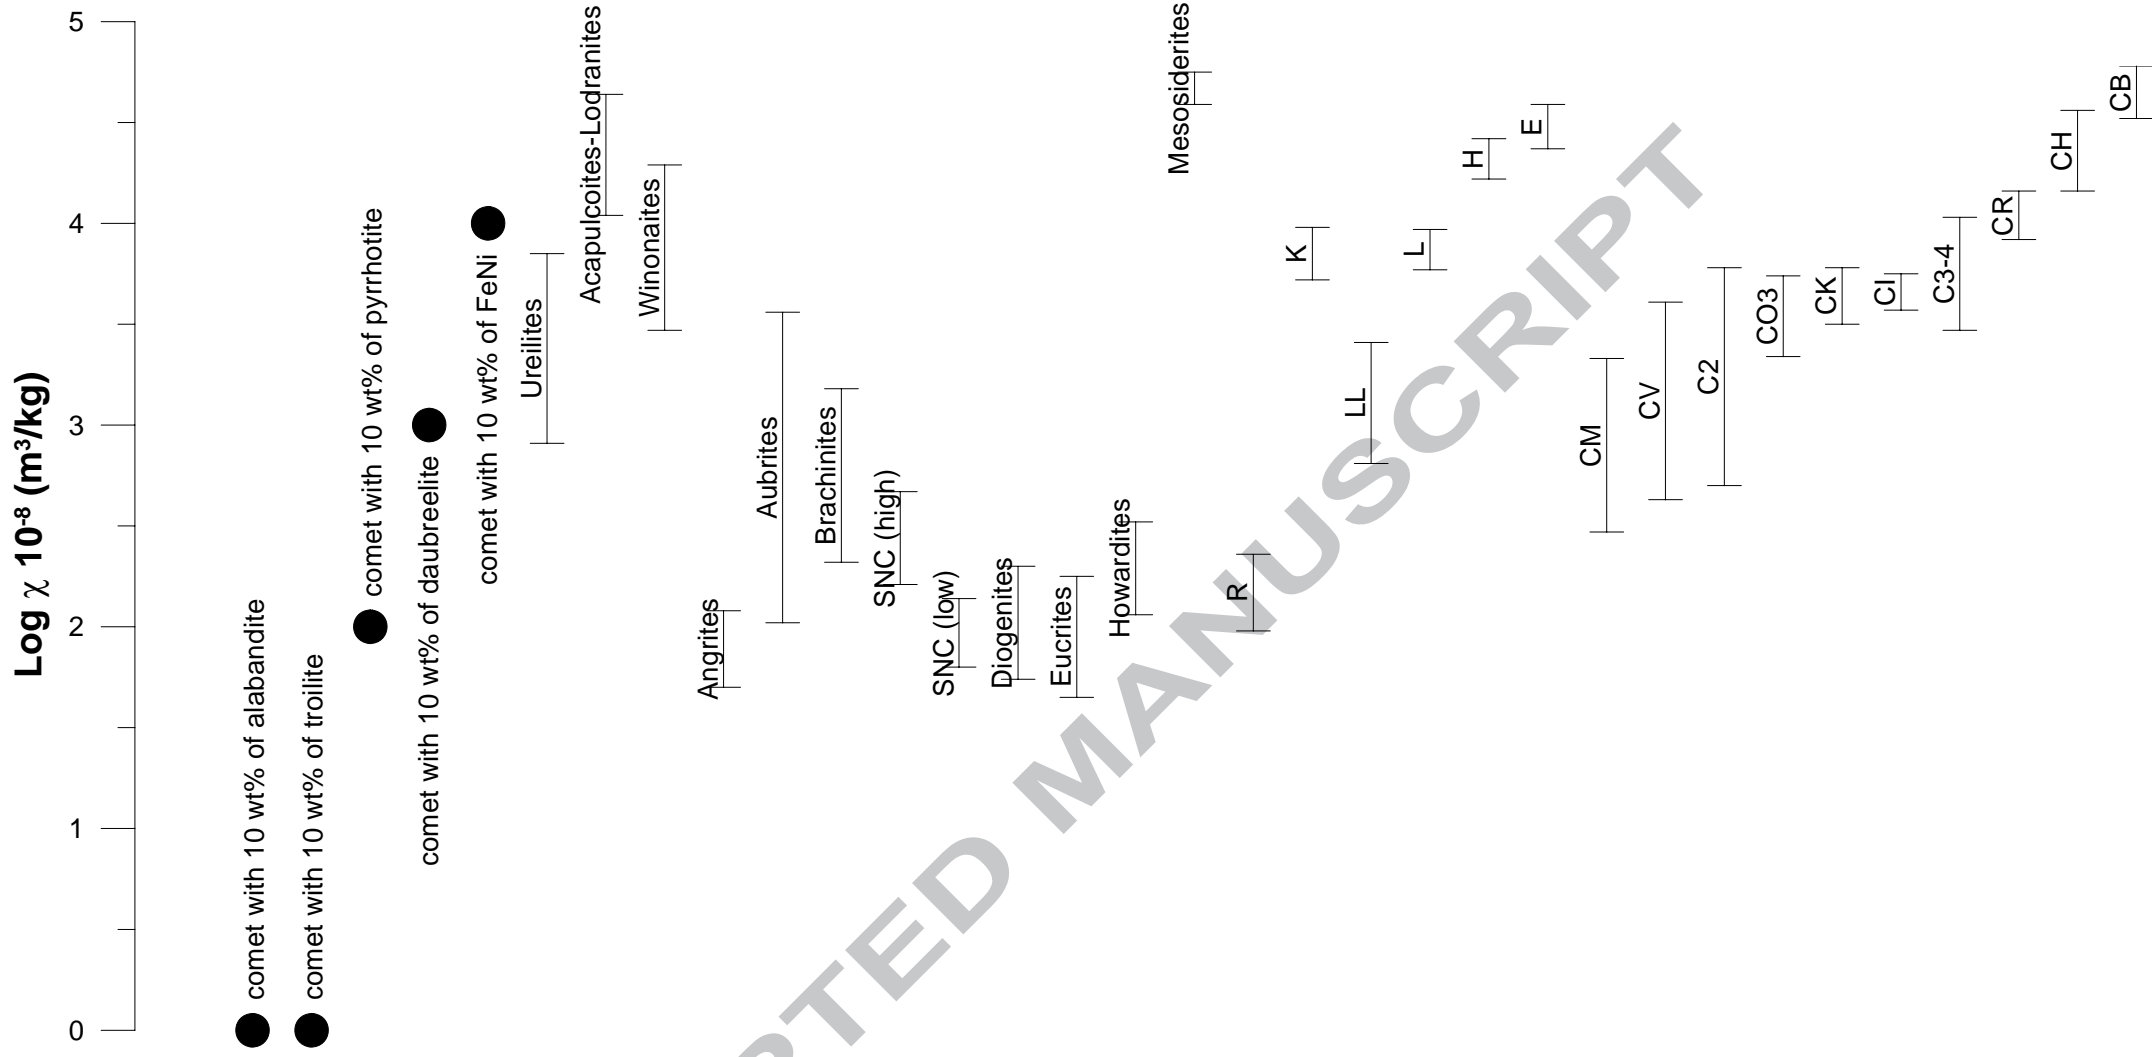 Log χ 10⁻⁸ (m³/kg)
5
4
3
2
1
0
comet with 10 wt% of alabandite
comet with 10 wt% of troilite
comet with 10 wt% of pyrrhotite
comet with 10 wt% of daubreelite
comet with 10 wt% of FeNi
Ureilites
Acapulcoites-Lodranites
Winonaites
Angrites
Aubrites
Brachinites
SNC (high)
SNC (low)
Diogenites
Eucrites
Howardites
Mesosiderites
R
K
LL
L
H
E
CM
CV
C2
CO3
CK
CI
C3-4
CR
CH
CB
PTED MANUSCRIPT